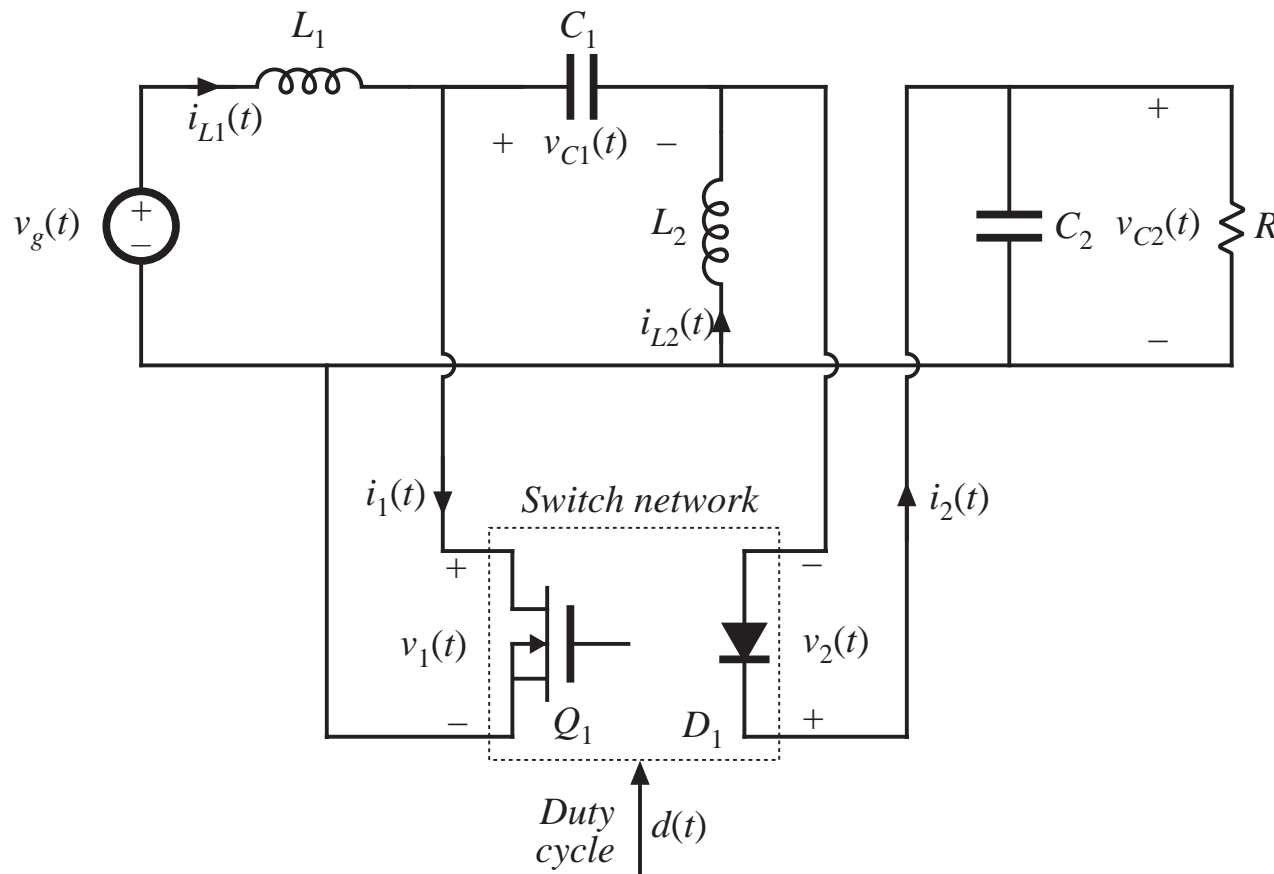 L1
C1
iL1(t)
+ vC1(t) –
+
vg(t)
+
–
L2
C2
vC2(t)
R
iL2(t)
–
i1(t)
Switch network
i2(t)
+
–
v1(t)
v2(t)
–
Q1
D1
+
Duty
cycle
d(t)